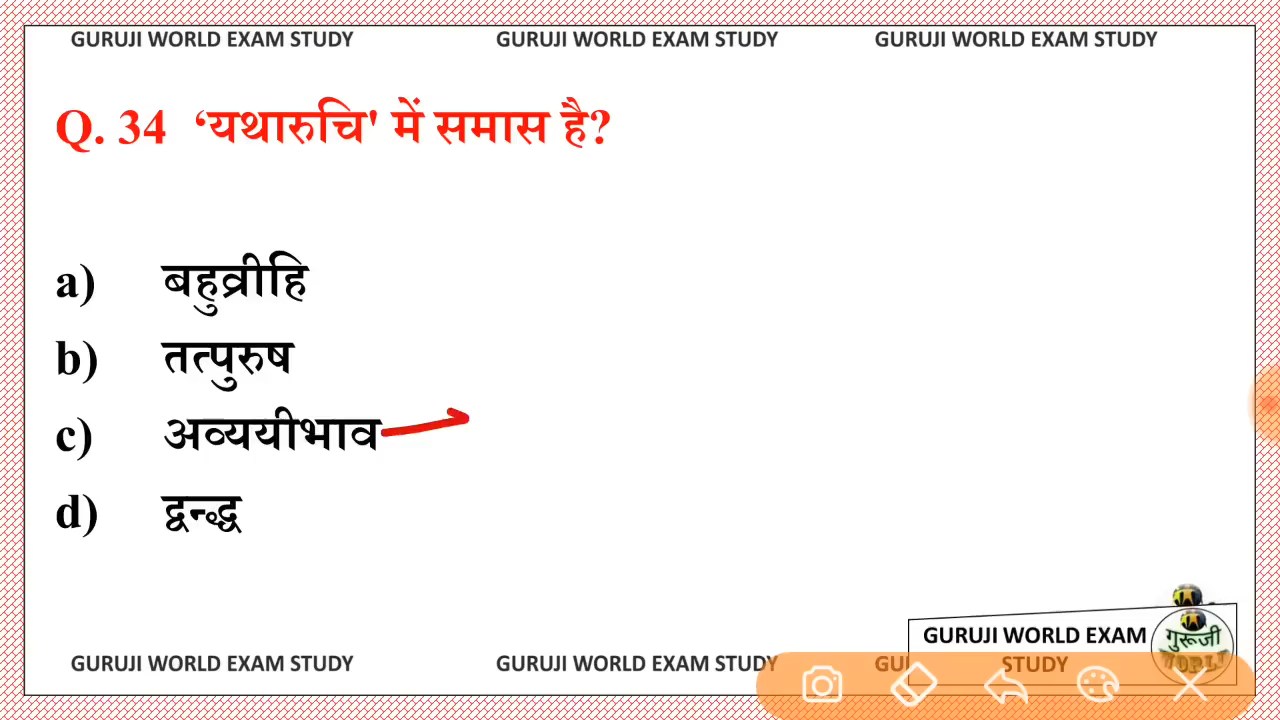 GURUJI WORLD EXAM STUDY GURUJI WORLD EXAM STUDY GURUJI WORLD EXAM STUDY
Q. 34 ‘यथारुचि' में समास है?
a) बहुव्रीहि
b) तत्पुरुष
c) अव्ययीभाव
d) द्वन्द्ध
GURUJI WORLD EXAM STUDY
गुरूजी
WORLD
GURUJI WORLD EXAM STUDY GURUJI WORLD EXAM STUDY